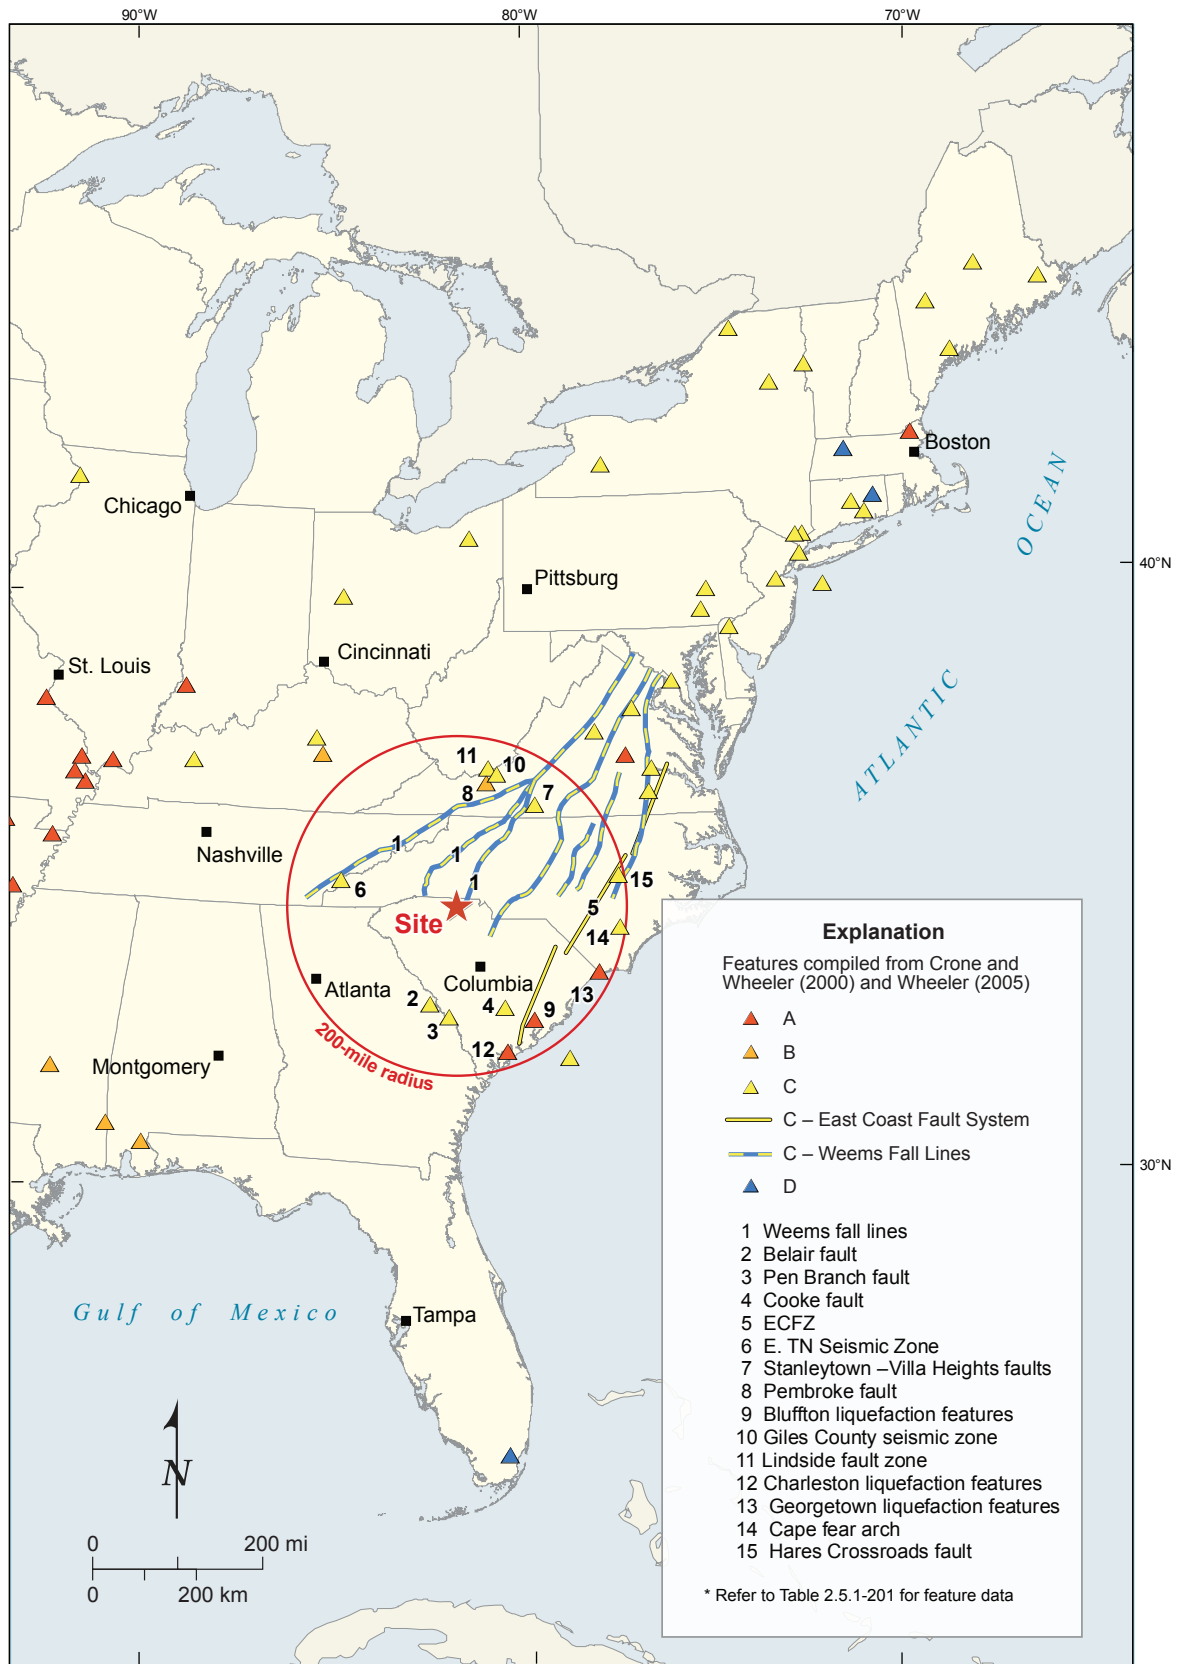 90°W
80°W
70°W
40°N
30°N
Boston
Chicago
Pittsburg
Cincinnati
St. Louis
Nashville
Atlanta
Columbia
Montgomery
Tampa
OCEAN
ATLANTIC
Gulf of Mexico
11
10
8
7
1
1
1
6
15
5
14
13
2
3
4
9
12
Site
200-mile radius
N
0 200 mi
0 200 km
Explanation
Features compiled from Crone and
Wheeler (2000) and Wheeler (2005)
A
B
C
C – East Coast Fault System
C – Weems Fall Lines
D
1 Weems fall lines
2 Belair fault
3 Pen Branch fault
4 Cooke fault
5 ECFZ
6 E. TN Seismic Zone
7 Stanleytown –Villa Heights faults
8 Pembroke fault
9 Bluffton liquefaction features
10 Giles County seismic zone
11 Lindside fault zone
12 Charleston liquefaction features
13 Georgetown liquefaction features
14 Cape fear arch
15 Hares Crossroads fault
* Refer to Table 2.5.1-201 for feature data